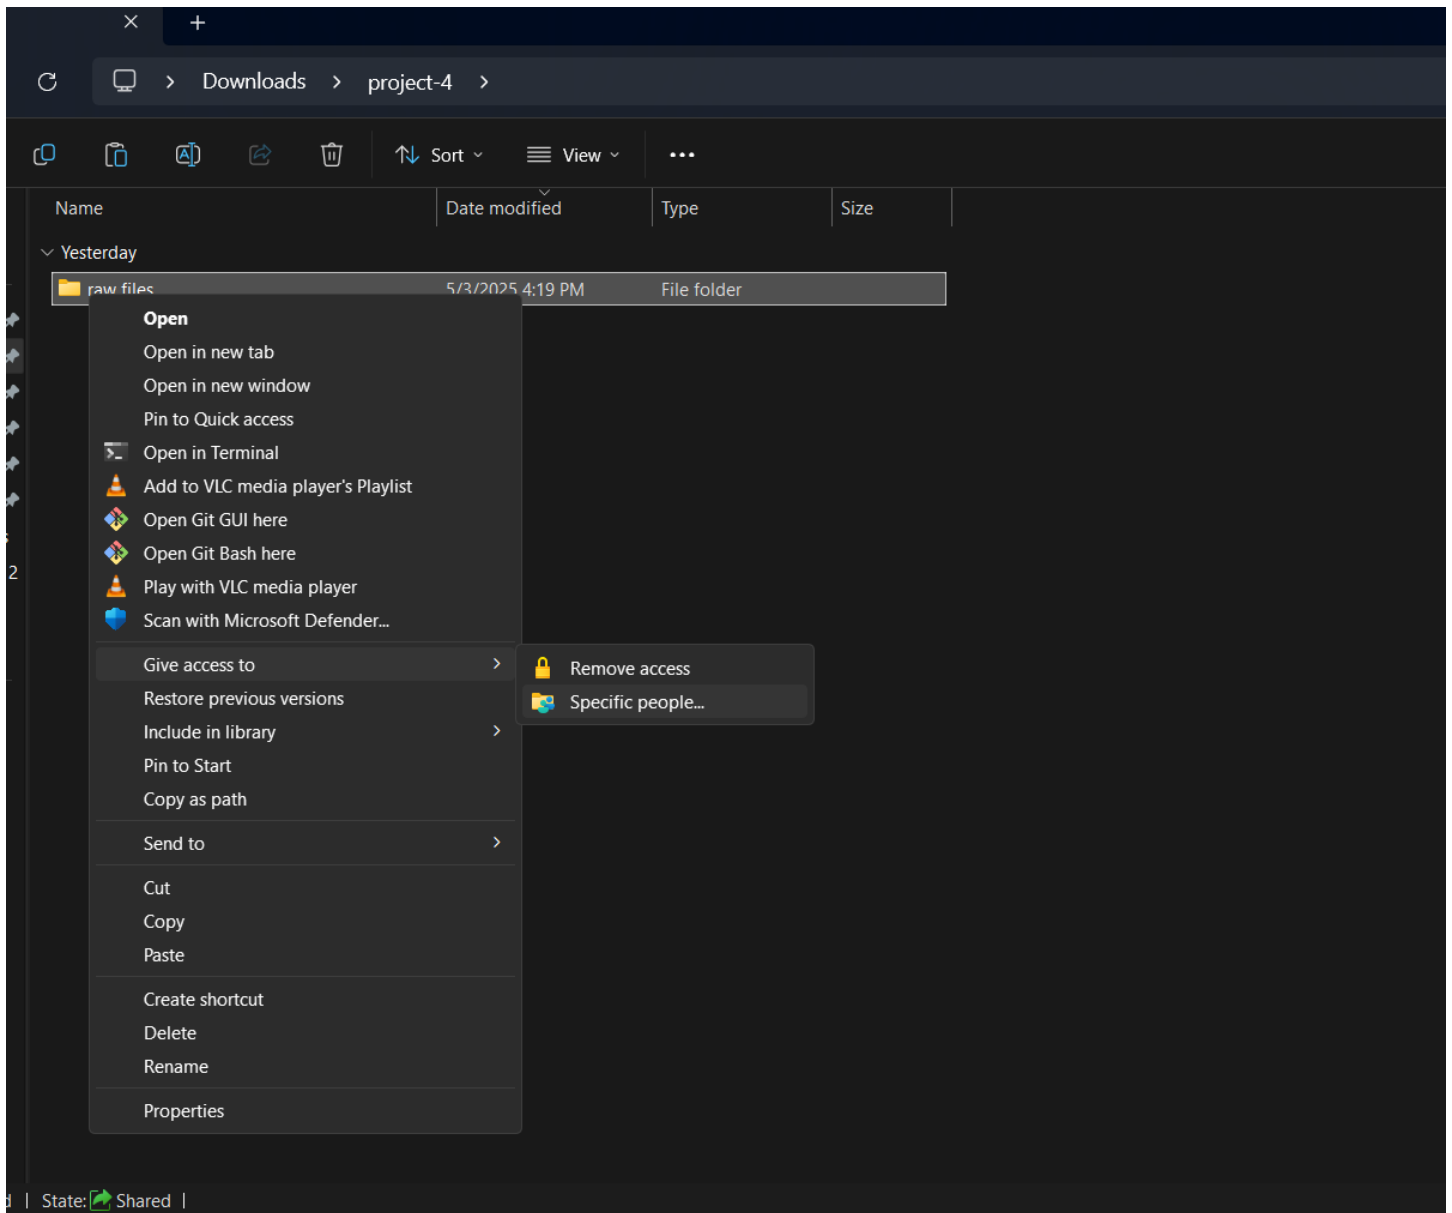 Downloads > project-4 >
Sort
View
Name Date modified Type Size
Yesterday
raw files 5/3/2025 4:19 PM File folder
Open
Open in new tab
Open in new window
Pin to Quick access
Open in Terminal
Add to VLC media player's Playlist
Open Git GUI here
Open Git Bash here
Play with VLC media player
Scan with Microsoft Defender...
Give access to
Remove access
Specific people...
Restore previous versions
Include in library
Pin to Start
Copy as path
Send to
Cut
Copy
Paste
Create shortcut
Delete
Rename
Properties
2
d | State: Shared |